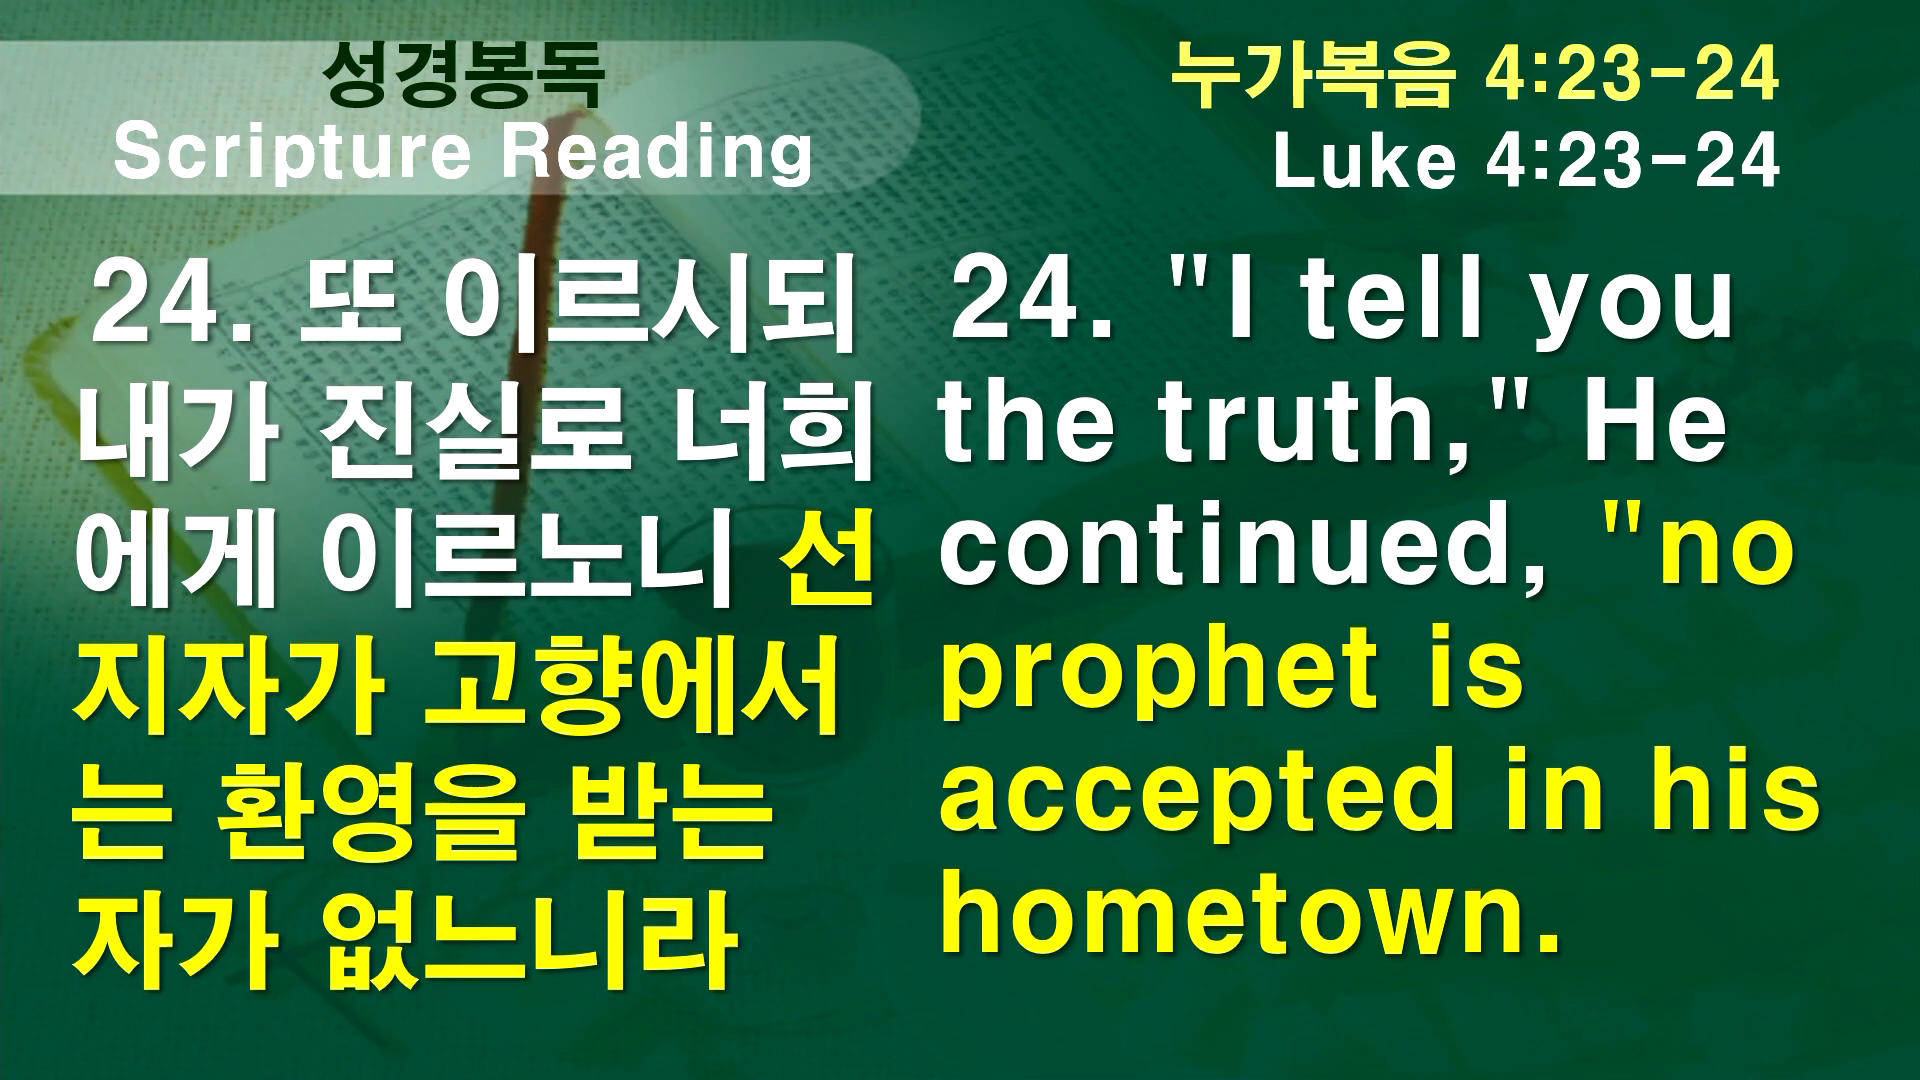 성경봉독
Scripture Reading
누가복음 4:23-24
Luke 4:23-24
24. 또 이르시되
내가 진실로 너희
에게 이르노니 선
지자가 고향에서
는 환영을 받는
자가 없느니라
24. "I tell you
the truth," He
continued, "no
prophet is
accepted in his
hometown.